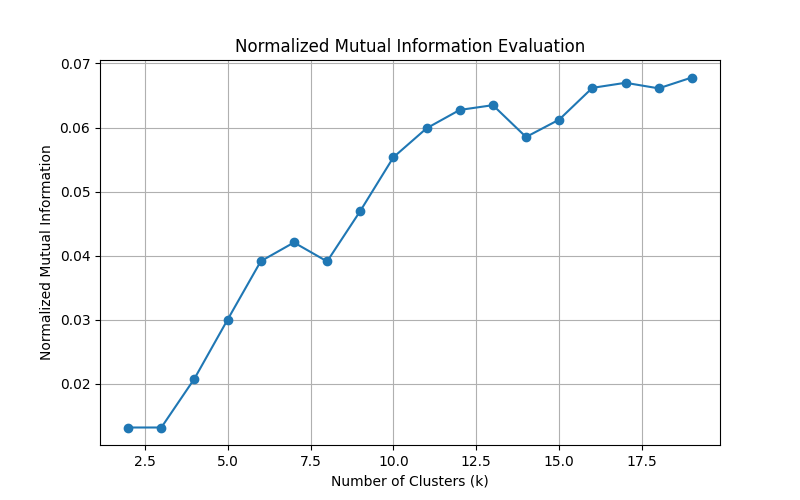 Normalized Mutual Information Evaluation
0.07
0.06
0.05
0.04
0.03
0.02
Normalized Mutual Information
2.5 5.0 7.5 10.0 12.5 15.0 17.5
Number of Clusters (k)